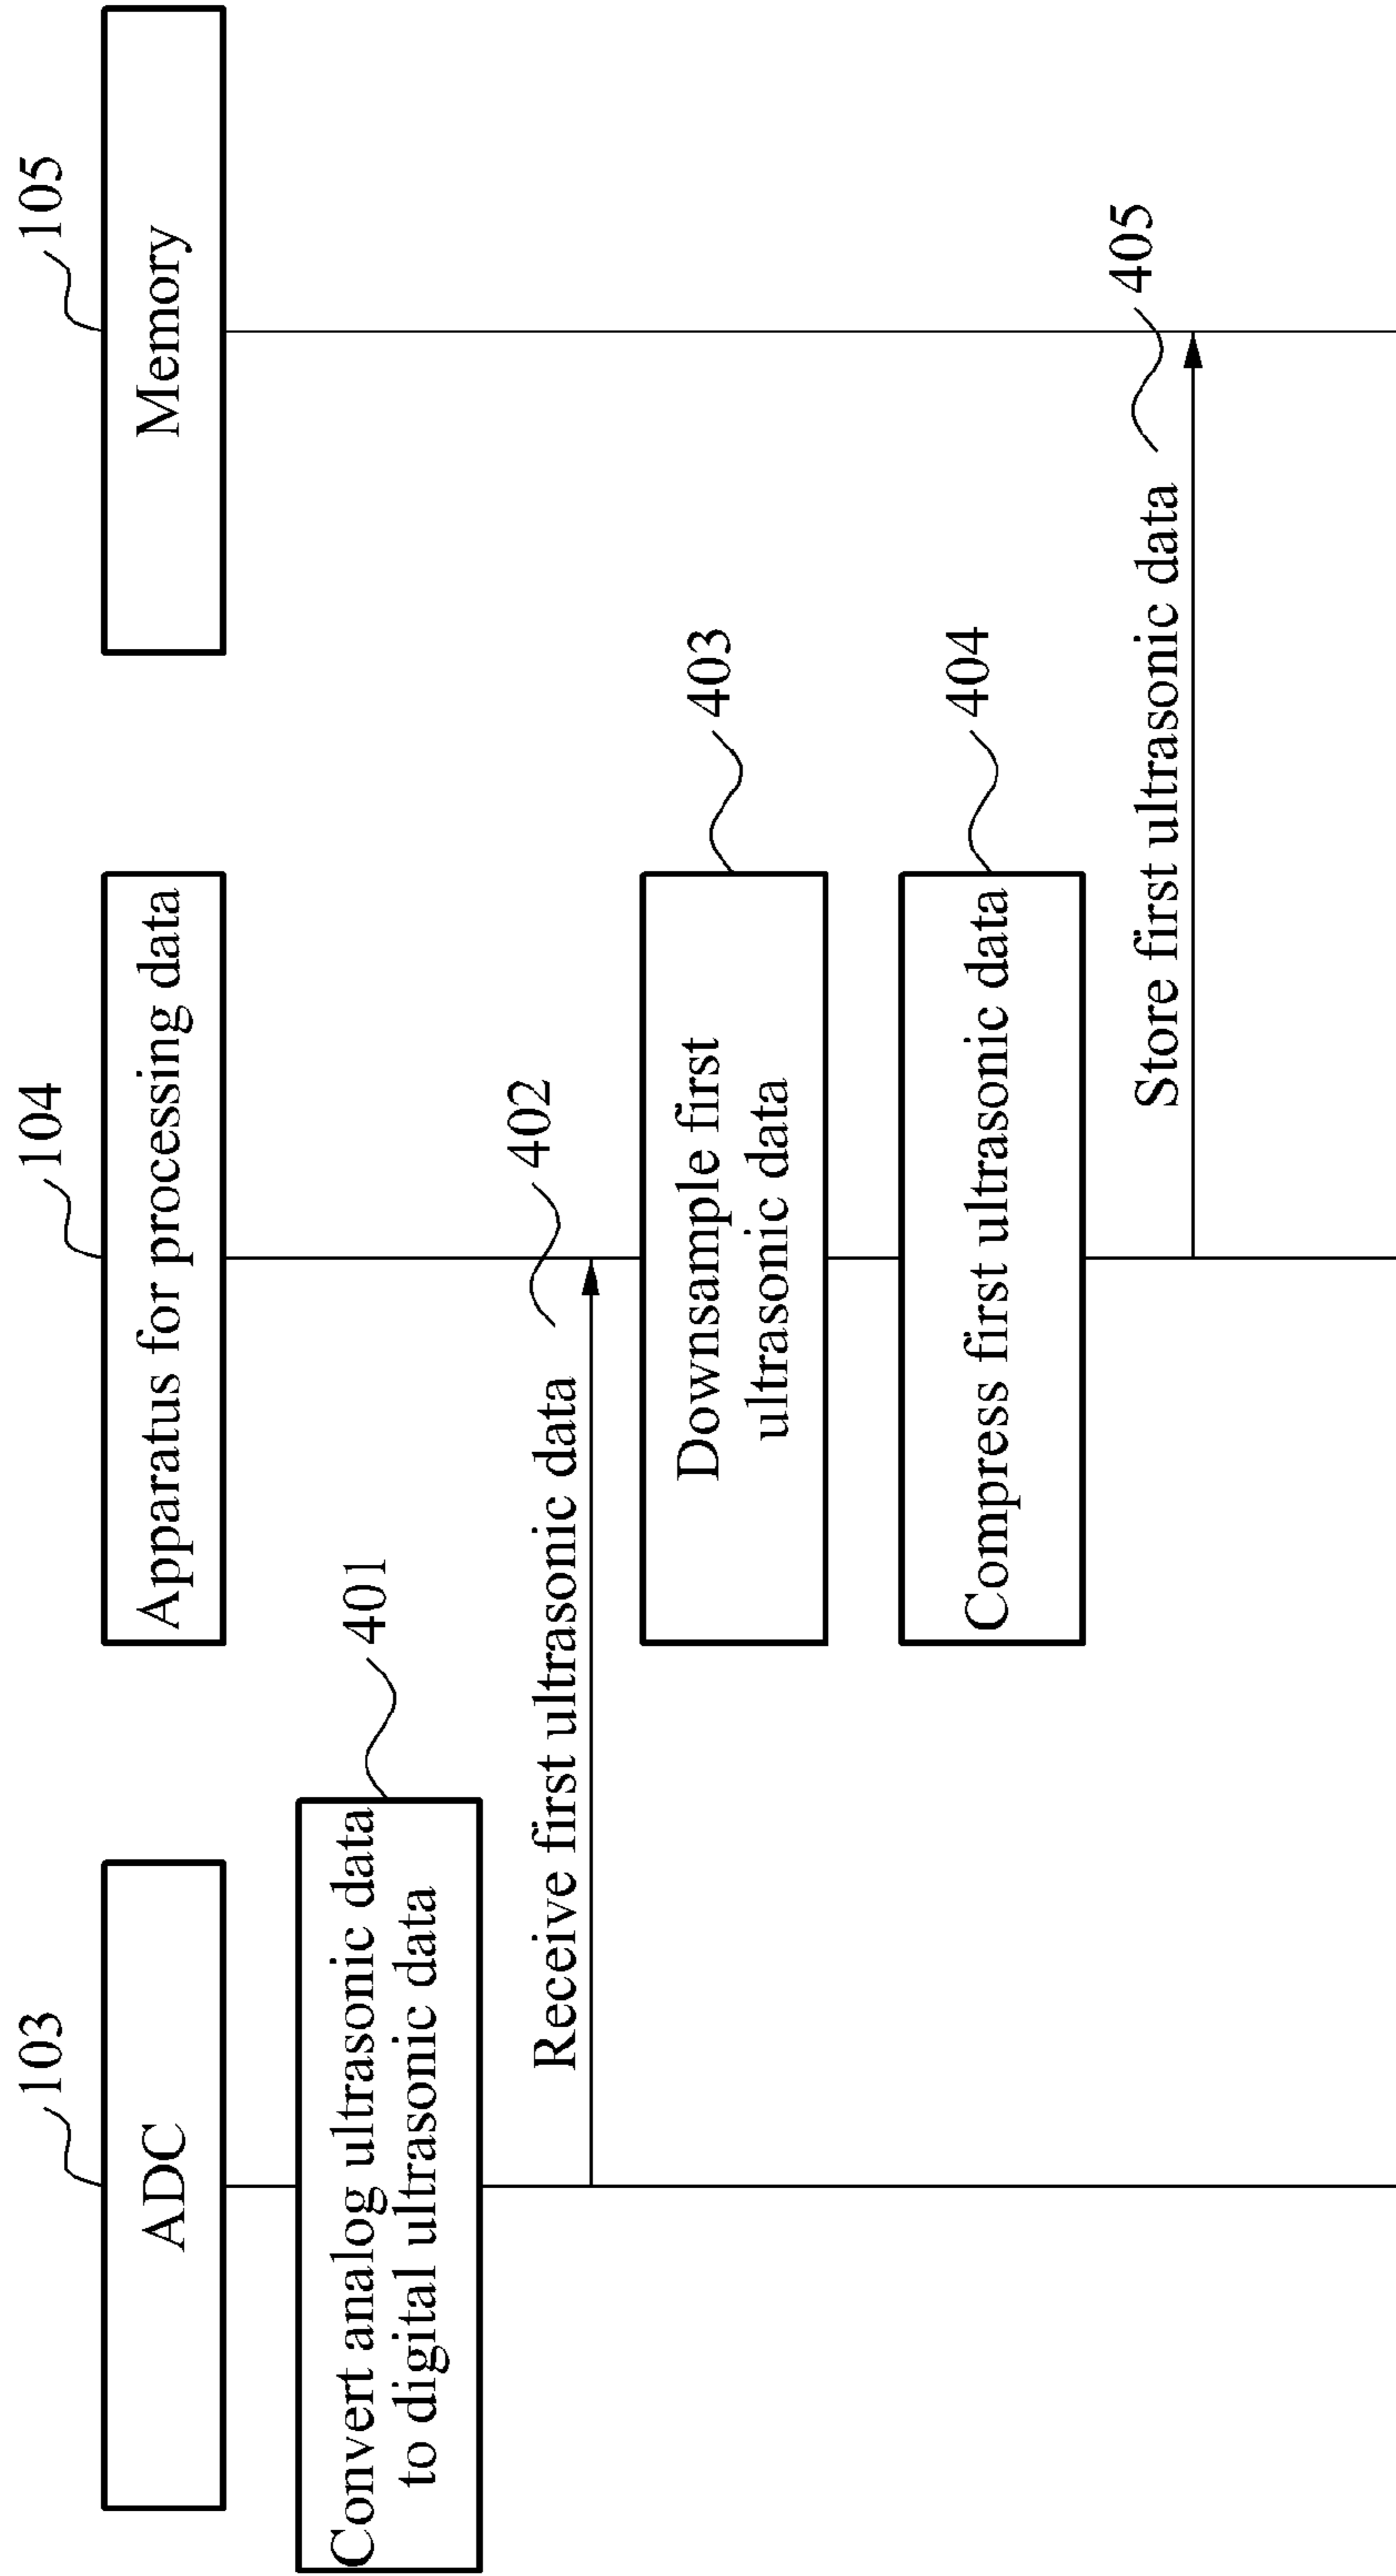 103
ADC
104
Apparatus for processing data
105
Memory
401
Convert analog ultrasonic data
to digital ultrasonic data
402
Receive first ultrasonic data
403
Downsample first
ultrasonic data
404
Compress first ultrasonic data
405
Store first ultrasonic data